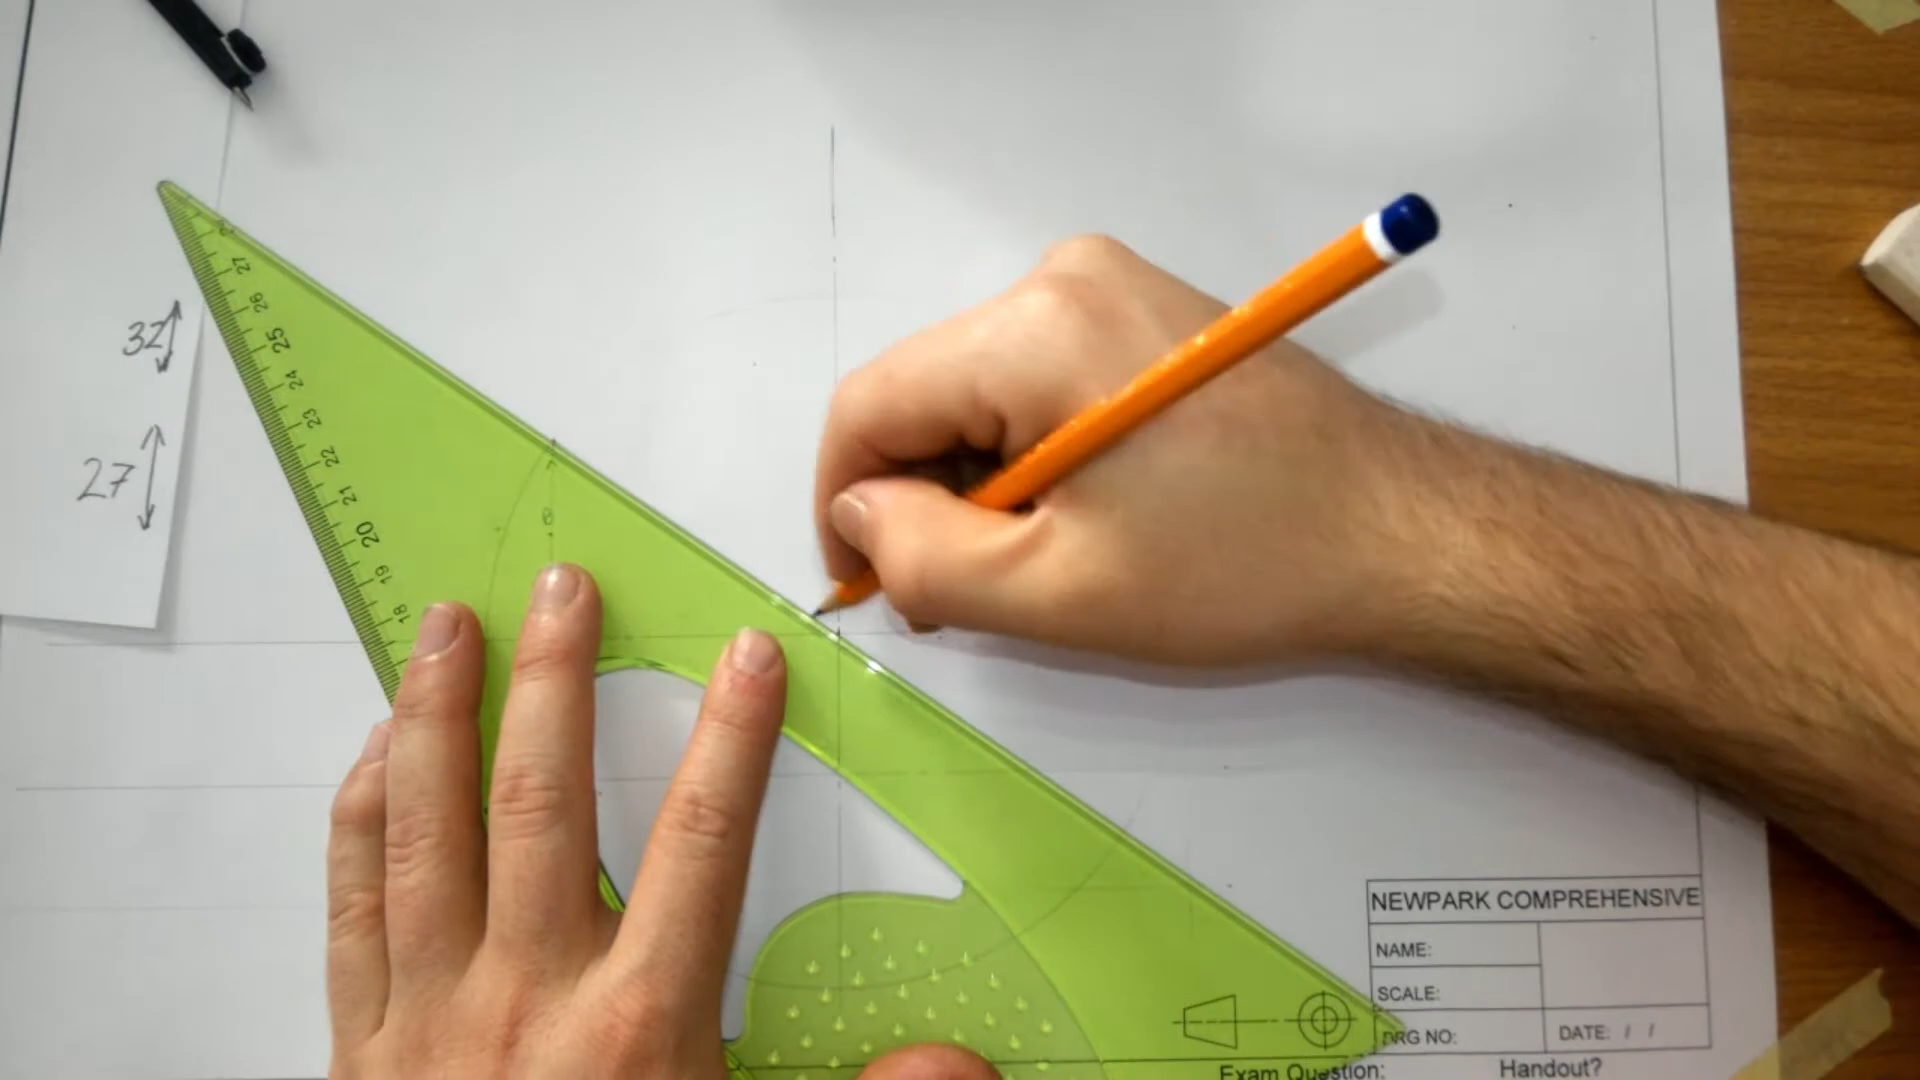 32
27
27
26
25
24
23
22
21
20
19
18
8
NEWPARK COMPREHENSIVE
NAME:
SCALE:
DRG NO:
DATE: / /
Exam Question:
Handout?